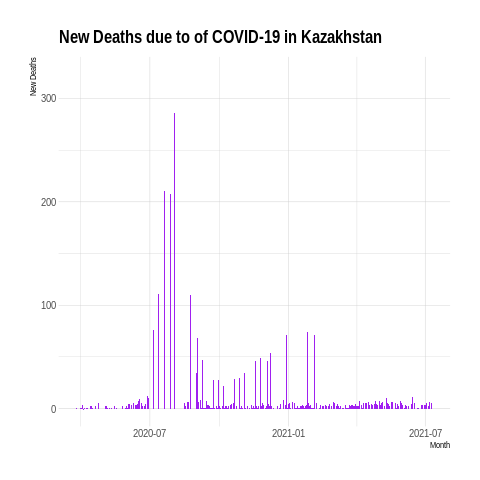 New Deaths due to of COVID-19 in Kazakhstan
New Deaths
300
200
100
0
2020-07 2021-01 2021-07
Month